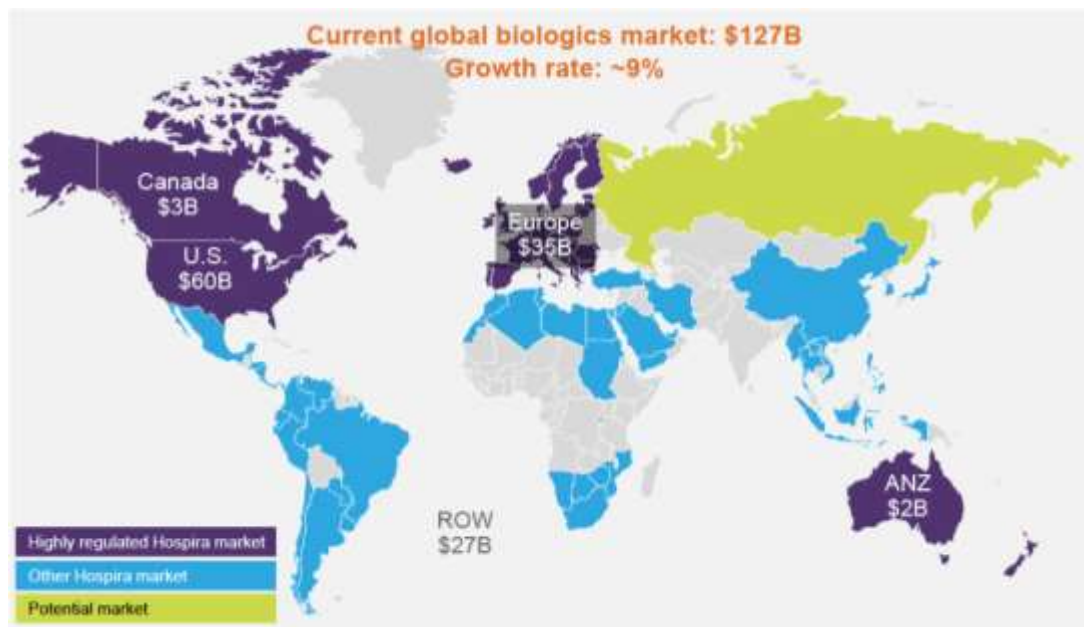 Current global biologics market: $127B
Growth rate: ~9%
Canada
$3B
U.S.
$60B
Europe
$35B
ANZ
$2B
ROW
$27B
Highly regulated Hospira market
Other Hospira market
Potential market